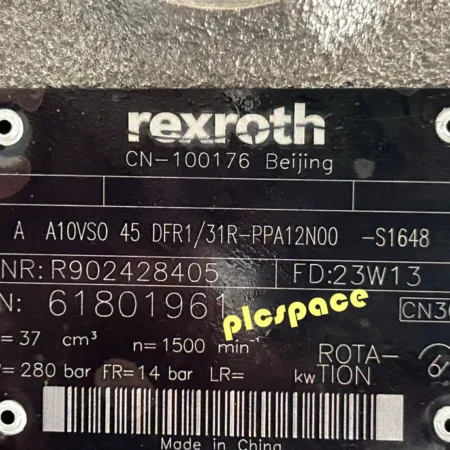 rexroth
CN-100176 Beijing
A A10VSO 45 DFR1/31R-PPA12N00 -S1648
NR: R902428405 FD: 23W13
N: 61801961 plcspace CN30
= 37 cm³ n= 1500 min⁻¹
= 280 bar FR= 14 bar LR= kw ROTA-
TION
Made in China